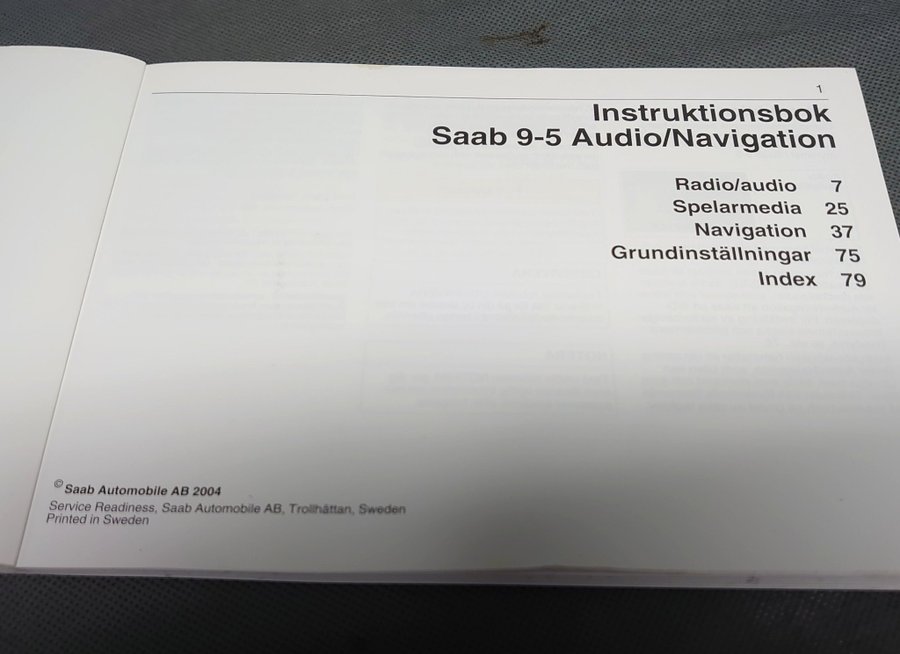 1
Instruktionsbok
Saab 9-5 Audio/Navigation
Radio/audio 7
Spelarmedia 25
Navigation 37
Grundinställningar 75
Index 79
© Saab Automobile AB 2004
Service Readiness, Saab Automobile AB, Trollhättan, Sweden
Printed in Sweden